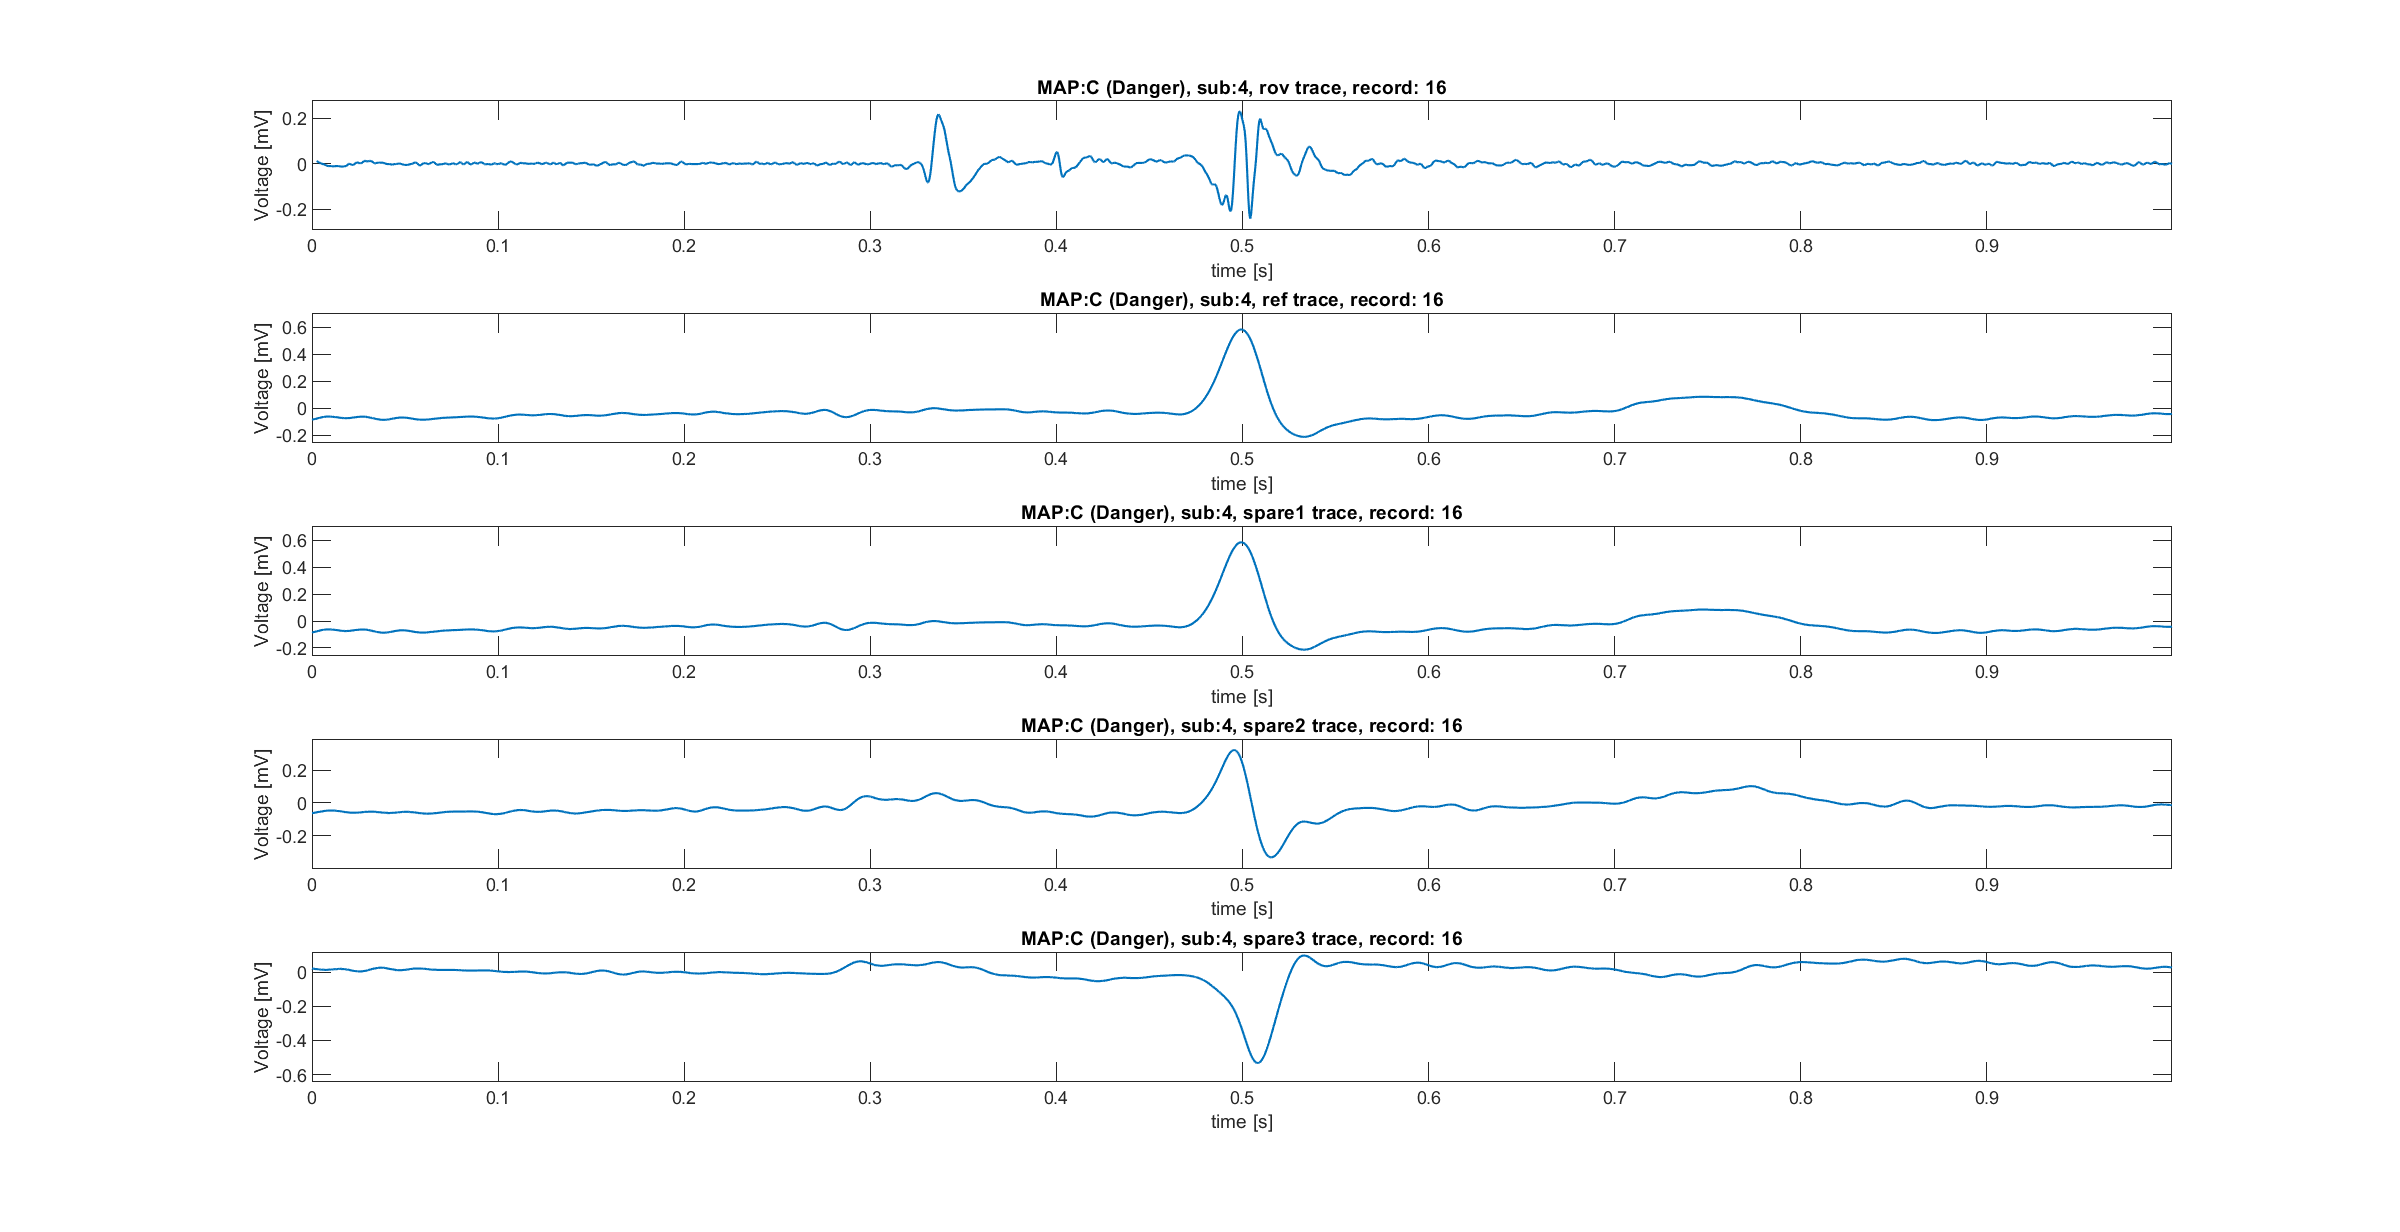 MAP:C (Danger), sub:4, rov trace, record: 16
Voltage [mV]
0.2
0
-0.2
0 0.1 0.2 0.3 0.4 0.5 0.6 0.7 0.8 0.9
time [s]
MAP:C (Danger), sub:4, ref trace, record: 16
Voltage [mV]
0.6
0.4
0.2
0
-0.2
0 0.1 0.2 0.3 0.4 0.5 0.6 0.7 0.8 0.9
time [s]
MAP:C (Danger), sub:4, spare1 trace, record: 16
Voltage [mV]
0.6
0.4
0.2
0
-0.2
0 0.1 0.2 0.3 0.4 0.5 0.6 0.7 0.8 0.9
time [s]
MAP:C (Danger), sub:4, spare2 trace, record: 16
Voltage [mV]
0.2
0
-0.2
0 0.1 0.2 0.3 0.4 0.5 0.6 0.7 0.8 0.9
time [s]
MAP:C (Danger), sub:4, spare3 trace, record: 16
Voltage [mV]
0
-0.2
-0.4
-0.6
0 0.1 0.2 0.3 0.4 0.5 0.6 0.7 0.8 0.9
time [s]